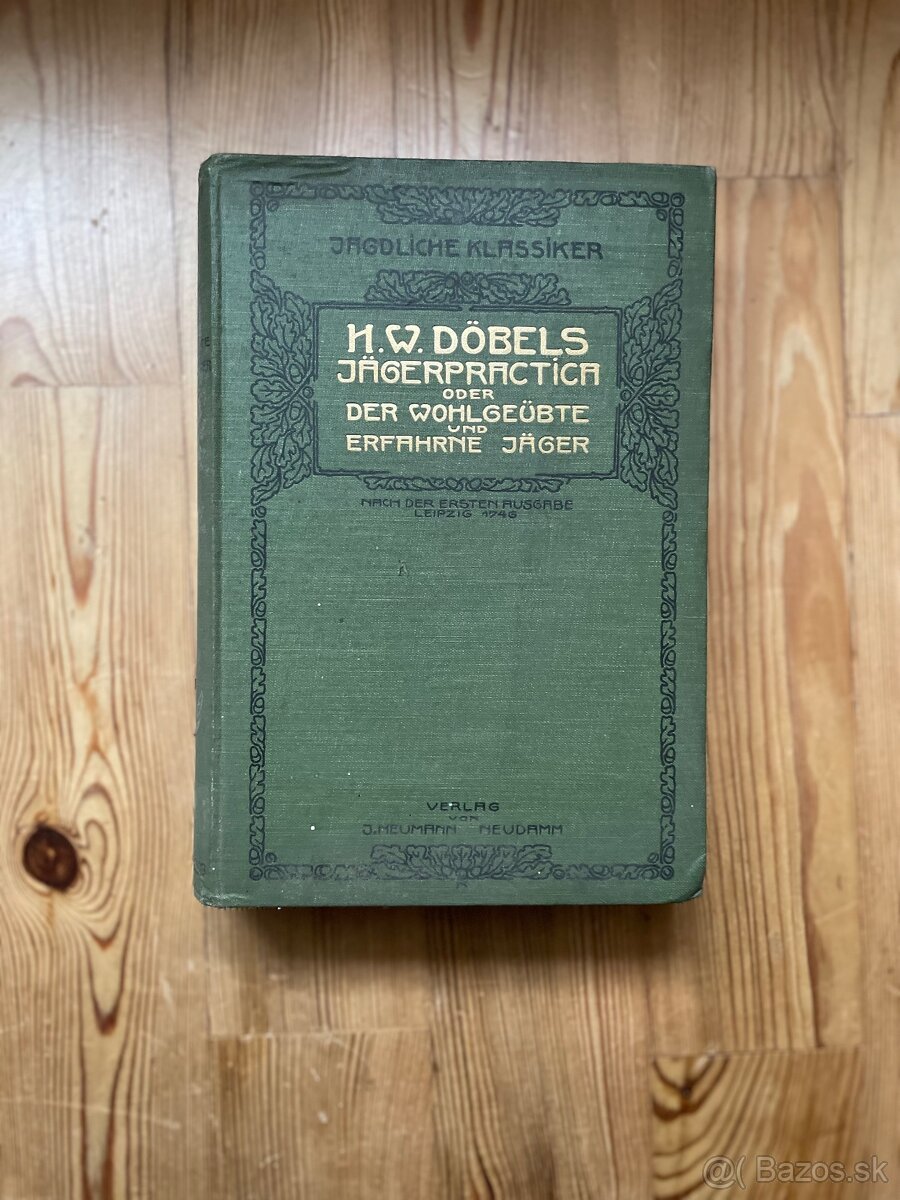 JAGDLICHE KLASSIKER
H.W. DÖBELS
JÄGERPRACTICA
ODER
DER WOHLGEÜBTE
UND
ERFAHRNE JÄGER
NACH DER ERSTEN AUSGABE
LEIPZIG 1746
VERLAG
VON
J. NEUMANN NEUDAMM
@( Bazos.sk